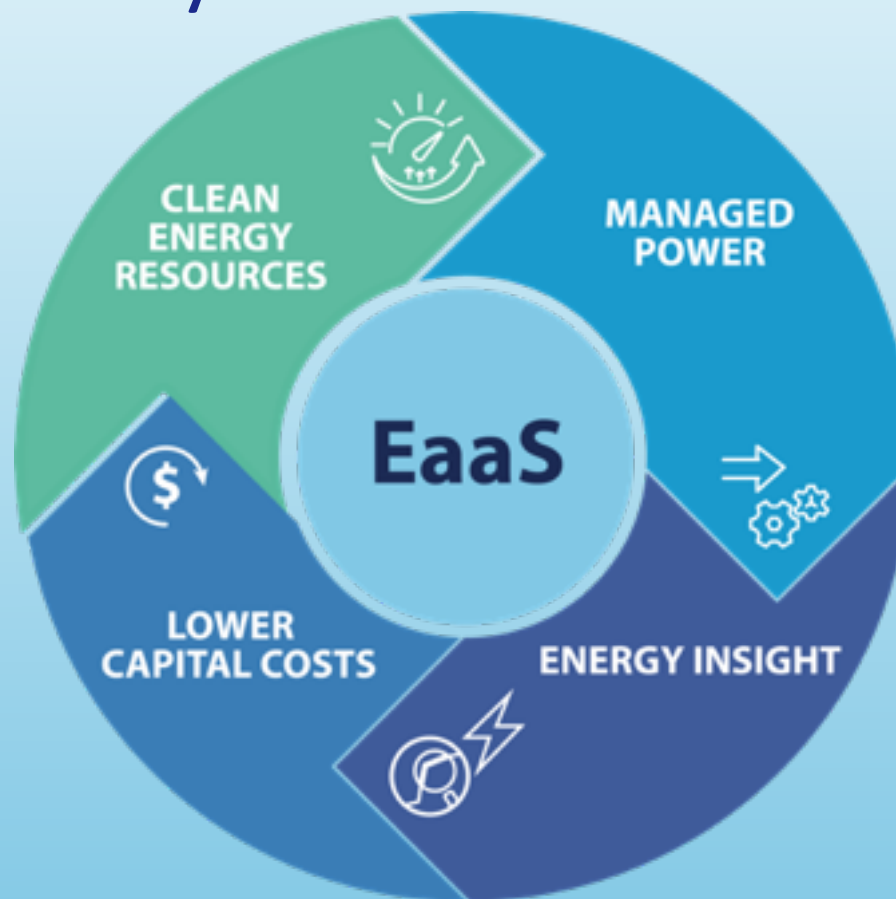 CLEAN
ENERGY
RESOURCES
MANAGED
POWER
EaaS
LOWER
CAPITAL COSTS
ENERGY INSIGHT
$